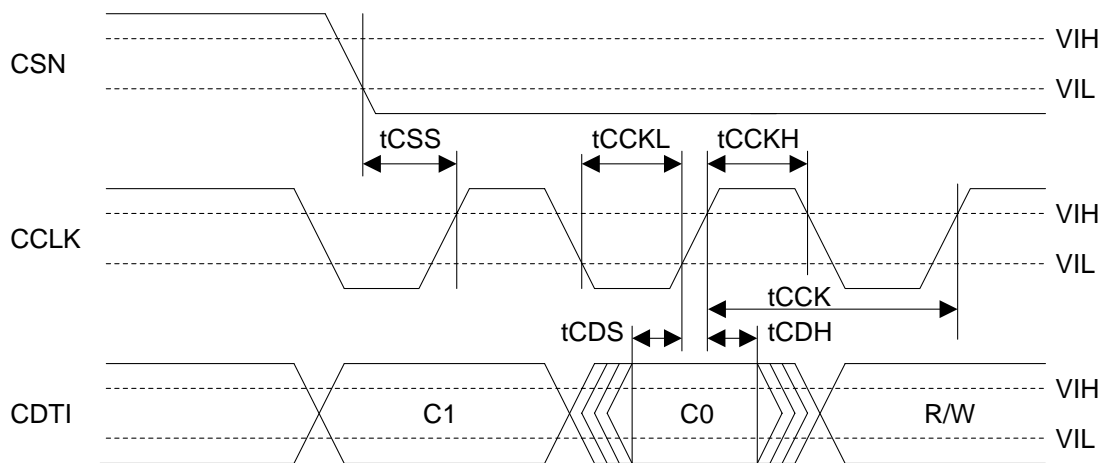 VIH
CSN
VIL
tCSS tCCKL tCCKH
VIH
CCLK
VIL
tCCK
tCDS tCDH
VIH
CDTI C1 C0 R/W
VIL